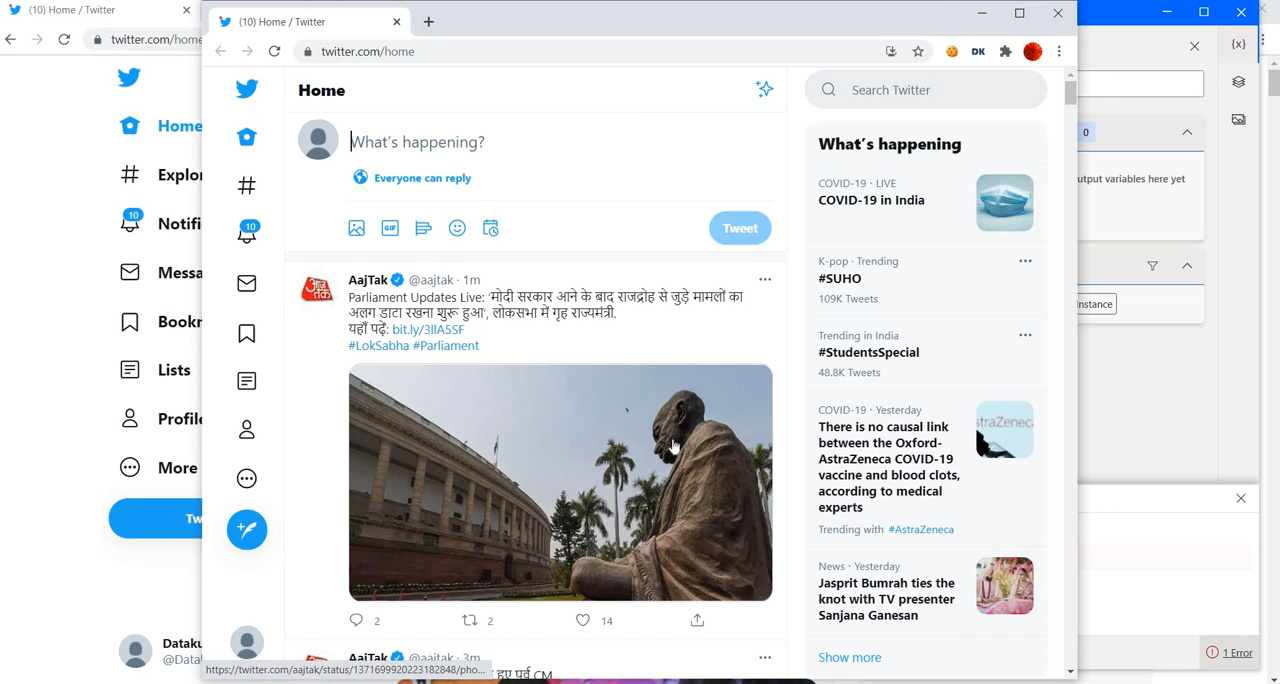 (10) Home / Twitter
twitter.com/home
Home
Explor
Notifi
10
Messa
Bookr
Lists
Profile
More
Tw
Dataku
@Data
(10) Home / Twitter
twitter.com/home
DK
10
Home
What's happening?
Everyone can reply
GIF
Tweet
AajTak @aajtak · 1m
Parliament Updates Live: 'मोदी सरकार आने के बाद राजद्रोह से जुड़े मामलों का
अलग डाटा रखना शुरू हुआ', लोकसभा में गृह राज्यमंत्री.
यहाँ पढ़ें: bit.ly/3lIA5SF
#LokSabha #Parliament
2
2
14
AajTak @aajtak · 3m
हुए पूर्व CM
https://twitter.com/aajtak/status/1371699920223182848/pho...
Search Twitter
What's happening
COVID-19 · LIVE
COVID-19 in India
K-pop · Trending
#SUHO
109K Tweets
Trending in India
#StudentsSpecial
48.8K Tweets
COVID-19 · Yesterday
There is no causal link
between the Oxford-
AstraZeneca COVID-19
vaccine and blood clots,
according to medical
experts
Trending with #AstraZeneca
News · Yesterday
Jasprit Bumrah ties the
knot with TV presenter
Sanjana Ganesan
Show more
{x}
0
utput variables here yet
Instance
1 Error